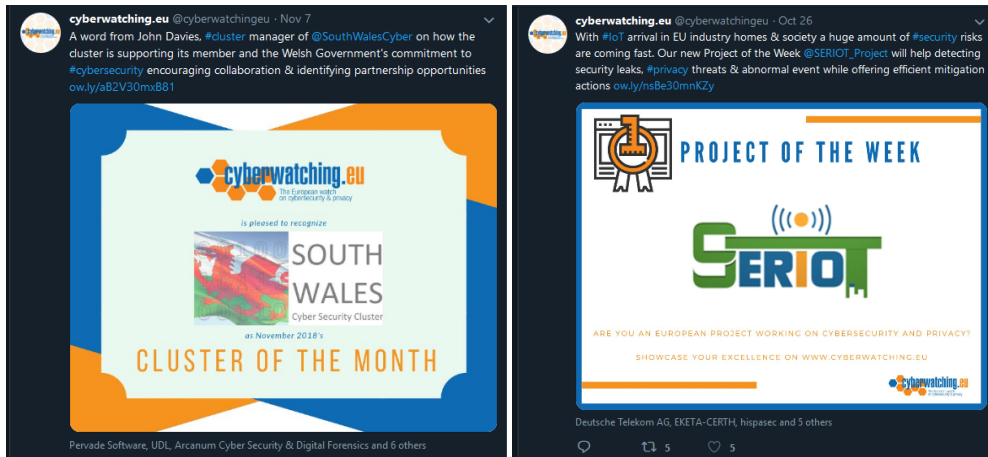 cyberwatching.eu @cyberwatchingeu · Nov 7
A word from John Davies, #cluster manager of @SouthWalesCyber on how the
cluster is supporting its member and the Welsh Government's commitment to
#cybersecurity encouraging collaboration & identifying partnership opportunities
ow.ly/aB2V30mxB81
cyberwatching.eu
The European watch
on cybersecurity & privacy
is pleased to recognize
SOUTH
WALES
Cyber Security Cluster
as November 2018's
CLUSTER OF THE MONTH
Pervade Software, UDL, Arcanum Cyber Security & Digital Forensics and 6 others
cyberwatching.eu @cyberwatchingeu · Oct 26
With #IoT arrival in EU industry homes & society a huge amount of #security risks
are coming fast. Our new Project of the Week @SERIOT_Project will help detecting
security leaks, #privacy threats & abnormal event while offering efficient mitigation
actions ow.ly/nsBe30mnKZy
1
PROJECT OF THE WEEK
SERIOT
ARE YOU AN EUROPEAN PROJECT WORKING ON CYBERSECURITY AND PRIVACY?
SHOWCASE YOUR EXCELLENCE ON WWW.CYBERWATCHING.EU
cyberwatching.eu
Deutsche Telekom AG, EKETA-CERTH, hispasec and 5 others
5 5